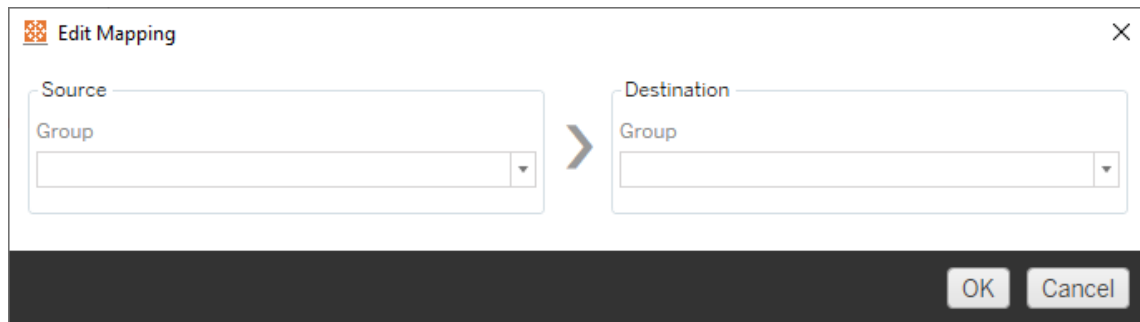 Edit Mapping
Source
Group
Destination
Group
OK
Cancel